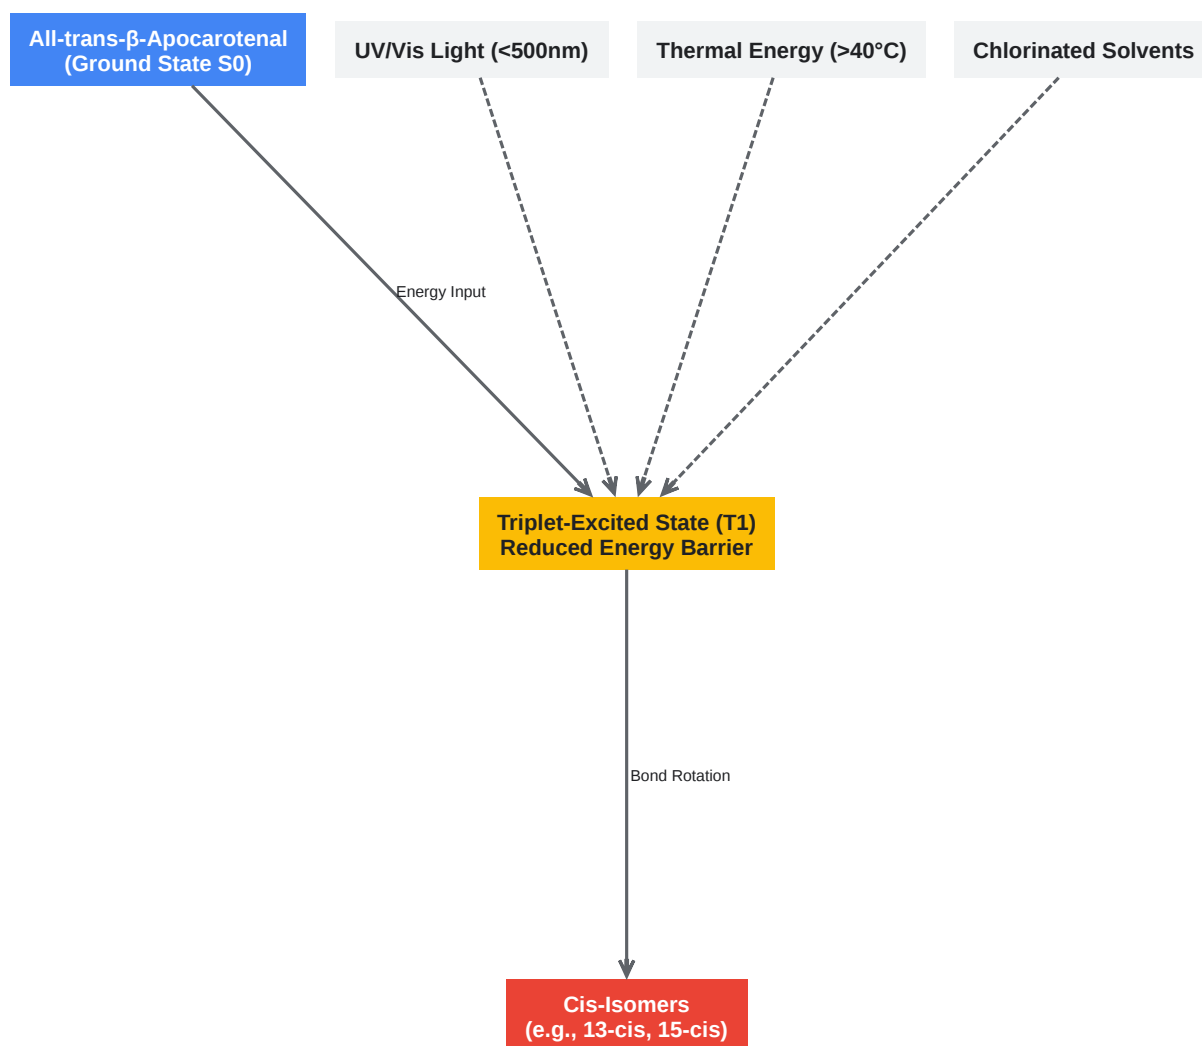 All-trans-β-Apocarotenal
(Ground State S0)
UV/Vis Light (<500nm)
Thermal Energy (>40°C)
Chlorinated Solvents
Energy Input
Triplet-Excited State (T1)
Reduced Energy Barrier
Bond Rotation
Cis-Isomers
(e.g., 13-cis, 15-cis)